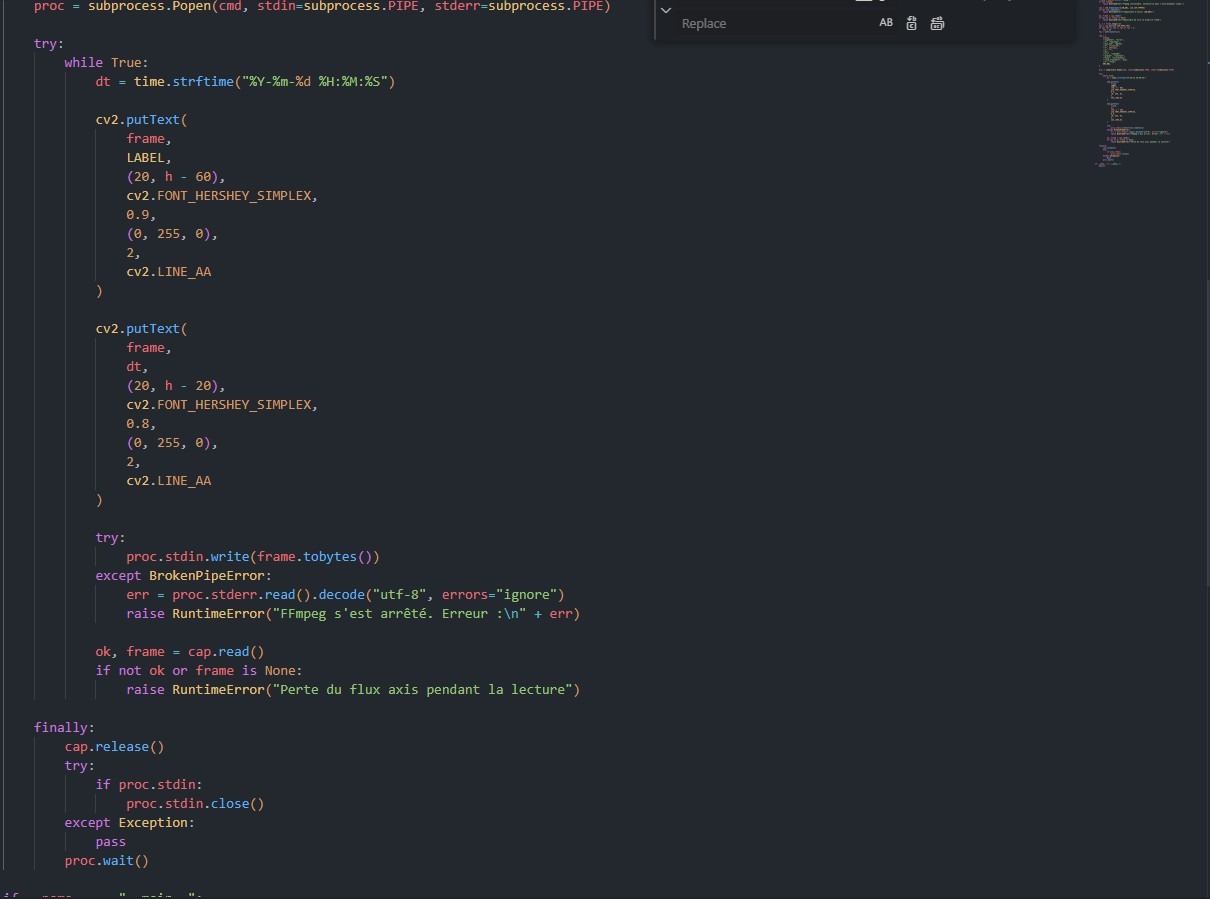 proc = subprocess.Popen(cmd, stdin=subprocess.PIPE, stderr=subprocess.PIPE)
Replace
AB
try:
while True:
dt = time.strftime("%Y-%m-%d %H:%M:%S")
cv2.putText(
frame,
LABEL,
(20, h - 60),
cv2.FONT_HERSHEY_SIMPLEX,
0.9,
(0, 255, 0),
2,
cv2.LINE_AA
)
cv2.putText(
frame,
dt,
(20, h - 20),
cv2.FONT_HERSHEY_SIMPLEX,
0.8,
(0, 255, 0),
2,
cv2.LINE_AA
)
try:
proc.stdin.write(frame.tobytes())
except BrokenPipeError:
err = proc.stderr.read().decode("utf-8", errors="ignore")
raise RuntimeError("FFmpeg s'est arrêté. Erreur :\n" + err)
ok, frame = cap.read()
if not ok or frame is None:
raise RuntimeError("Perte du flux axis pendant la lecture")
finally:
cap.release()
try:
if proc.stdin:
proc.stdin.close()
except Exception:
pass
proc.wait()